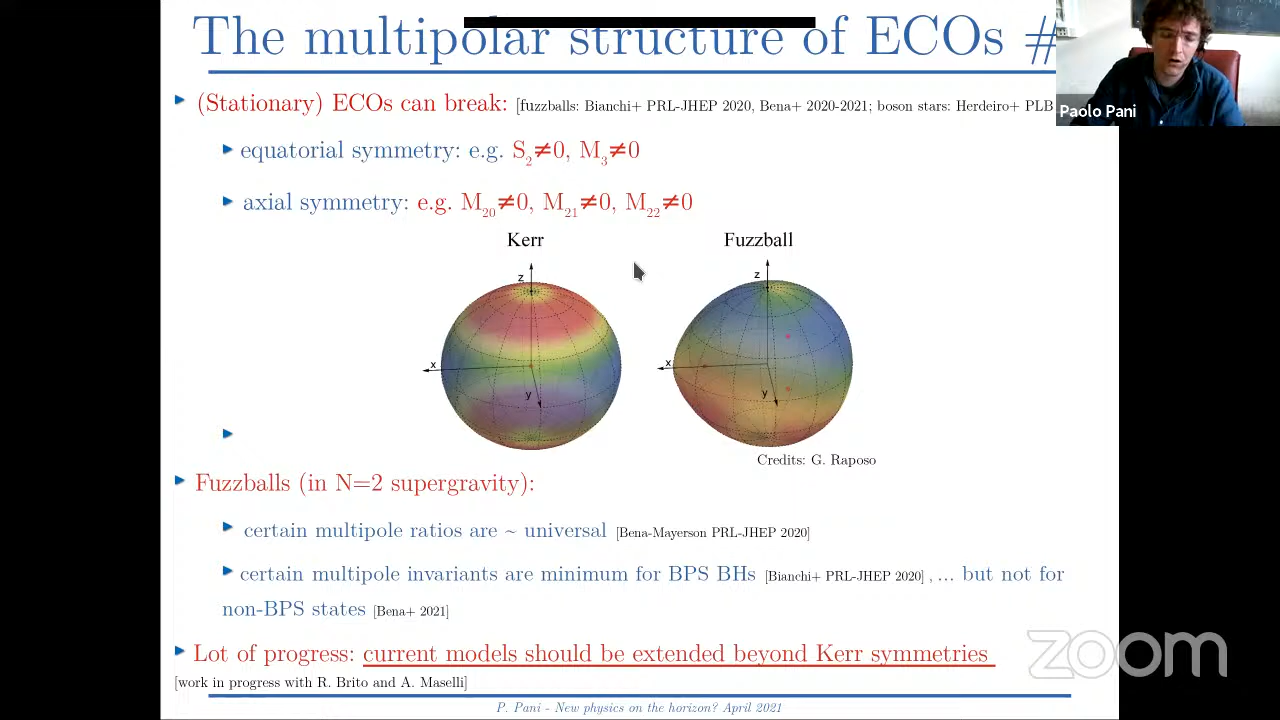 The multipolar structure of ECOs #
(Stationary) ECOs can break: [fuzzballs: Bianchi+ PRL-JHEP 2020, Bena+ 2020-2021; boson stars: Herdeiro+ PLB
Paolo Pani
equatorial symmetry: e.g. S₂≠0, M₃≠0
axial symmetry: e.g. M₂₀≠0, M₂₁≠0, M₂₂≠0
Kerr Fuzzball
z z
x x
y y
Credits: G. Raposo
Fuzzballs (in N=2 supergravity):
certain multipole ratios are ~ universal [Bena-Mayerson PRL-JHEP 2020]
certain multipole invariants are minimum for BPS BHs [Bianchi+ PRL-JHEP 2020] , ... but not for
non-BPS states [Bena+ 2021]
Lot of progress: current models should be extended beyond Kerr symmetries
[work in progress with R. Brito and A. Maselli]
zoom
P. Pani - New physics on the horizon? April 2021